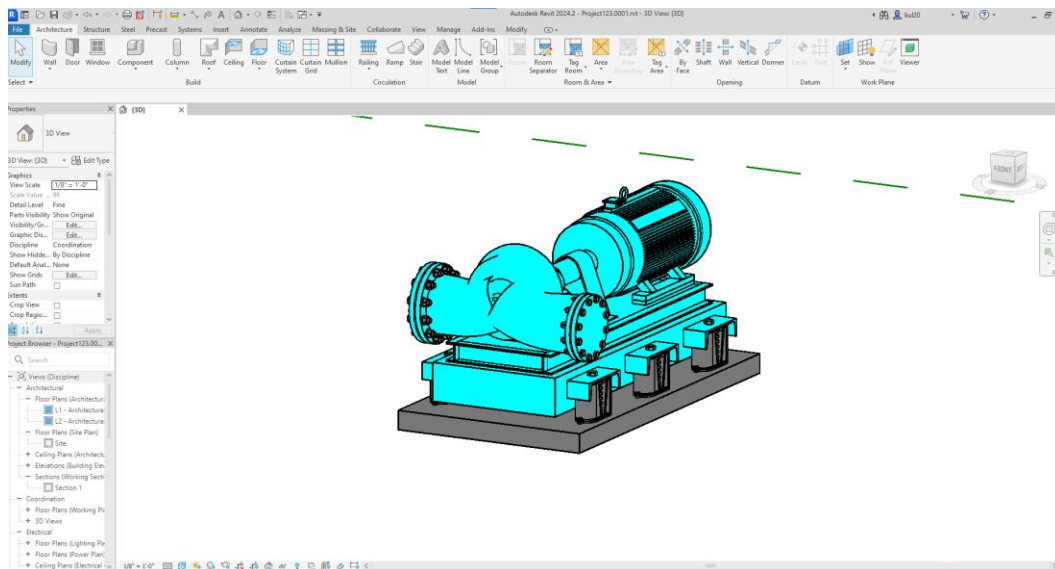 Autodesk Revit 2024.2 - Project123.0001.rvt - 3D View: {3D}
liul20
File Architecture Structure Steel Precast Systems Insert Annotate Analyze Massing & Site Collaborate View Manage Add-Ins Modify
Modify Wall Door Window Component Column Roof Ceiling Floor Curtain System Curtain Grid Mullion Railing Ramp Stair Model Text Model Line Model Group Room Room Separator Tag Room Area Area Boundary Tag Area By Face Shaft Wall Vertical Dormer Level Grid Set Show Ref Plane Viewer
Select Build Circulation Model Room & Area Opening Datum Work Plane
Properties
{3D}
3D View
3D View: {3D} Edit Type
Graphics
View Scale 1/8" = 1'-0"
Scale Value ... 96
Detail Level Fine
Parts Visibility Show Original
Visibility/Gr... Edit...
Graphic Dis... Edit...
Discipline Coordination
Show Hidde... By Discipline
Default Anal... None
Show Grids Edit...
Sun Path
Extents
Crop View
Crop Regio...
Apply
Project Browser - Project123.00...
Search
Views (Discipline)
Architectural
Floor Plans (Architectur
L1 - Architectura
L2 - Architectura
Floor Plans (Site Plan)
Site
Ceiling Plans (Architectu
Elevations (Building Elev
Sections (Working Secti
Section 1
Coordination
Floor Plans (Working Pl
3D Views
Electrical
Floor Plans (Lighting Pla
Floor Plans (Power Plan)
Ceiling Plans (Electrical
FRONT
1/8" = 1'-0"